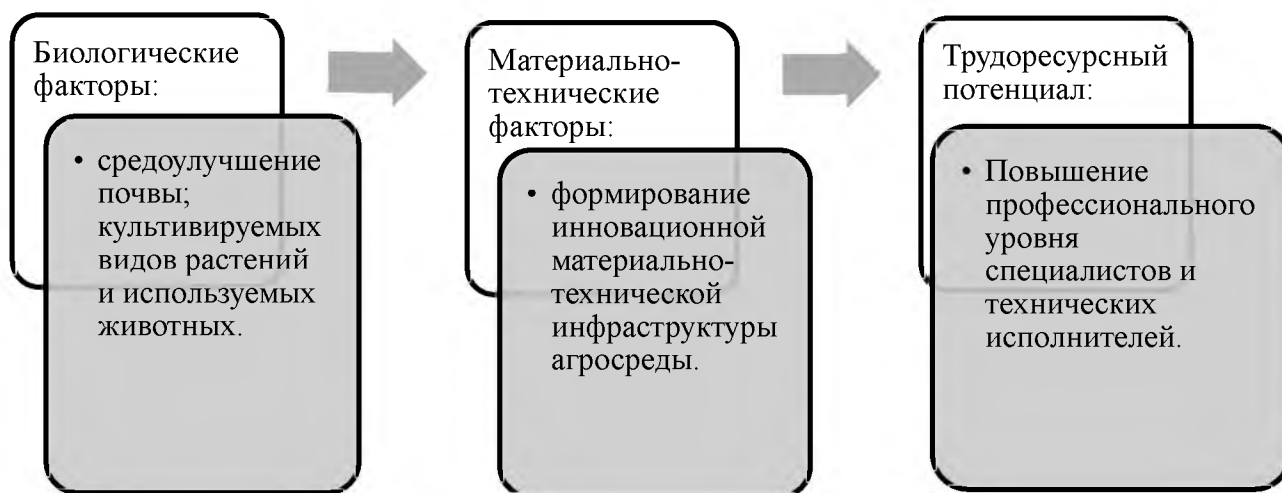 Биологические
факторы:
• средоулучшение
почвы;
культивируемых
видов растений
и используемых
животных.
Материально-
технические
факторы:
• формирование
инновационной
материально-
технической
инфраструктуры
агросреды.
Трудоресурсный
потенциал:
• Повышение
профессионального
уровня
специалистов и
технических
исполнителей.